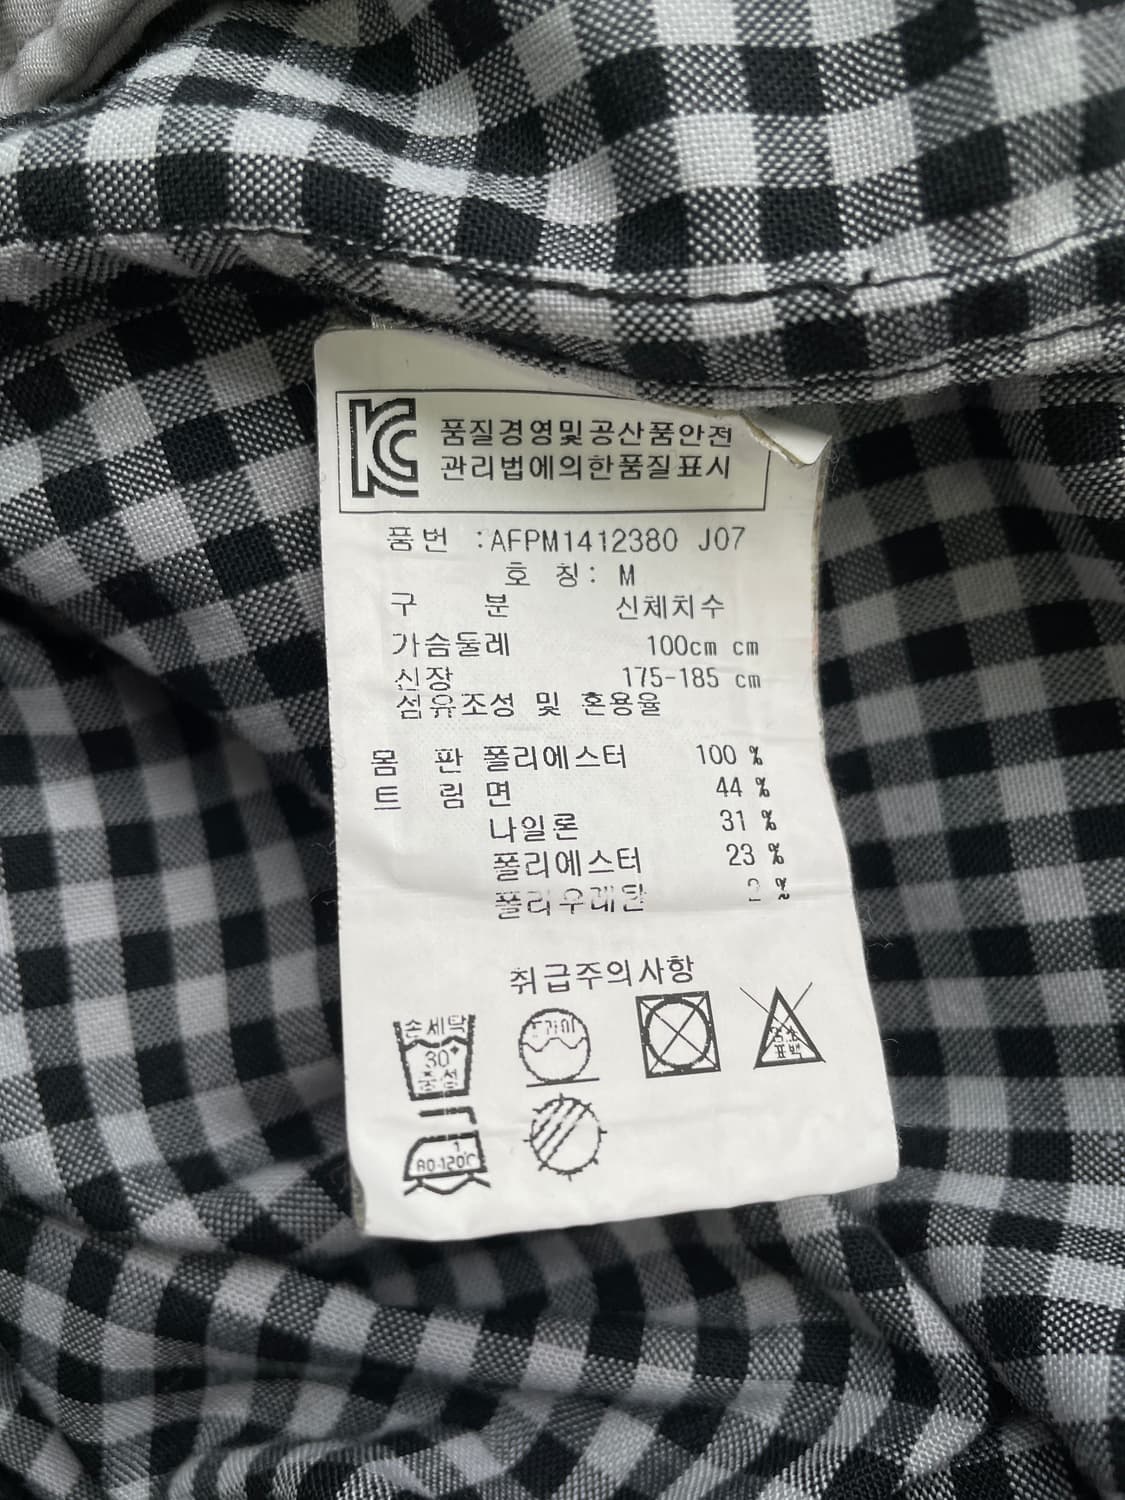 KC
품질경영및공산품안전
관리법에의한품질표시
품번 :AFPM1412380 J07
호 칭: M
구 분 신체치수
가슴둘레 100cm cm
신장 175-185 cm
섬유조성 및 혼용율
몸 판 폴리에스터 100 %
트 림 면 44 %
나일론 31 %
폴리에스터 23 %
폴리우레탄 2 %
취급주의사항
손세탁
30°
중성
드라이
염소
표백
1
80-120℃